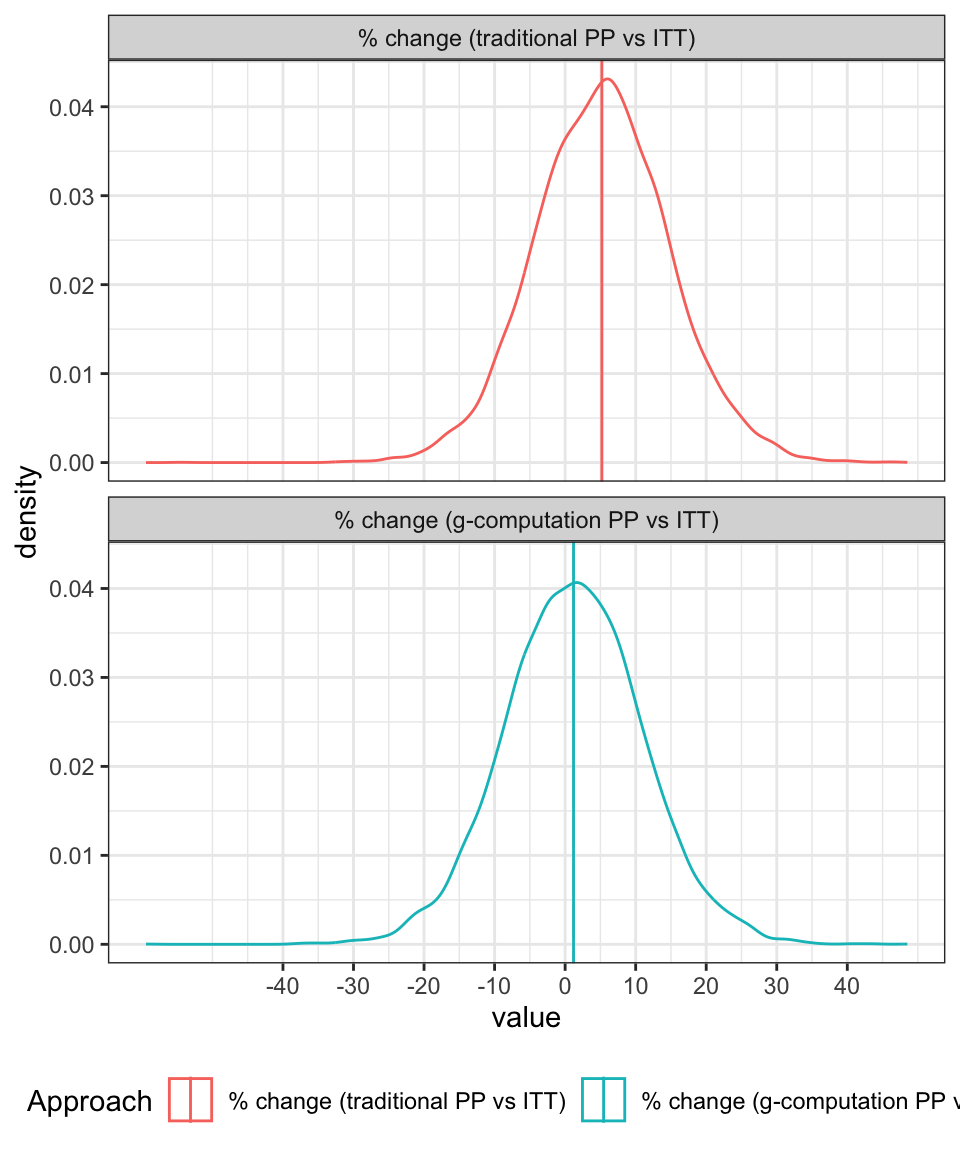 % change (traditional PP vs ITT)
0.04
0.03
0.02
0.01
0.00
density
% change (g-computation PP vs ITT)
0.04
0.03
0.02
0.01
0.00
-40 -30 -20 -10 0 10 20 30 40
value
Approach % change (traditional PP vs ITT) % change (g-computation PP